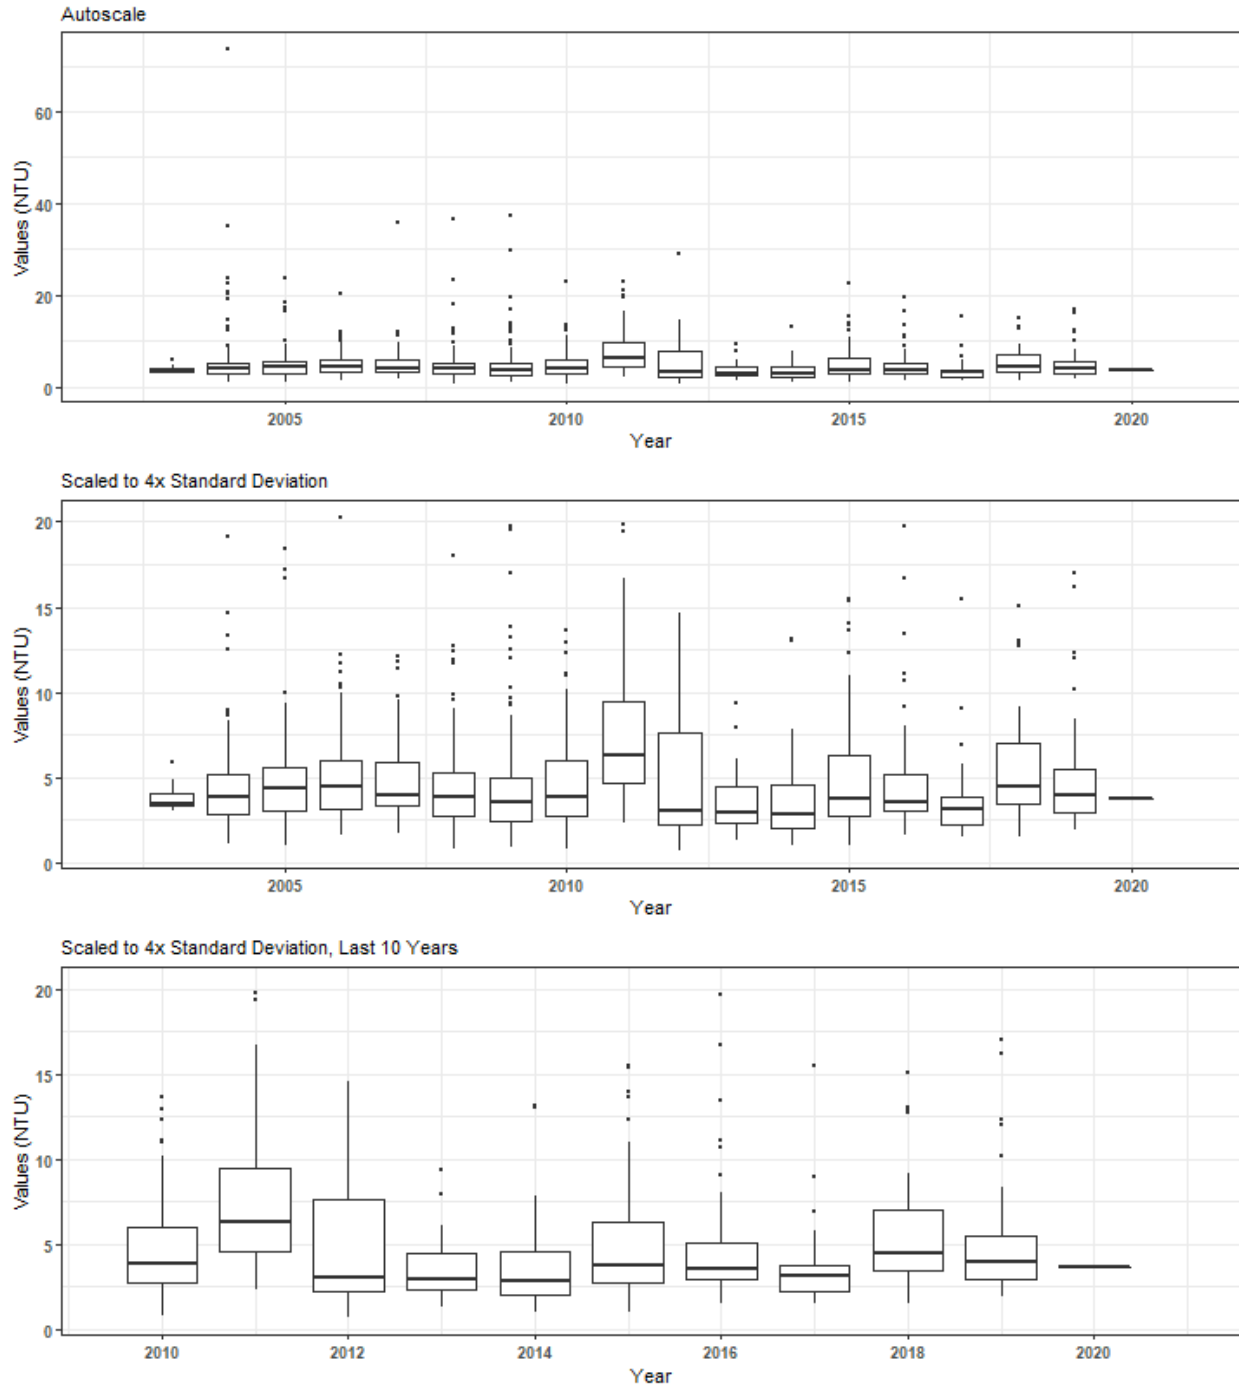 Autoscale
Values (NTU)
60
40
20
0
2005 2010 2015 2020
Year
Scaled to 4x Standard Deviation
Values (NTU)
20
15
10
5
0
2005 2010 2015 2020
Year
Scaled to 4x Standard Deviation, Last 10 Years
Values (NTU)
20
15
10
5
0
2010 2012 2014 2016 2018 2020
Year